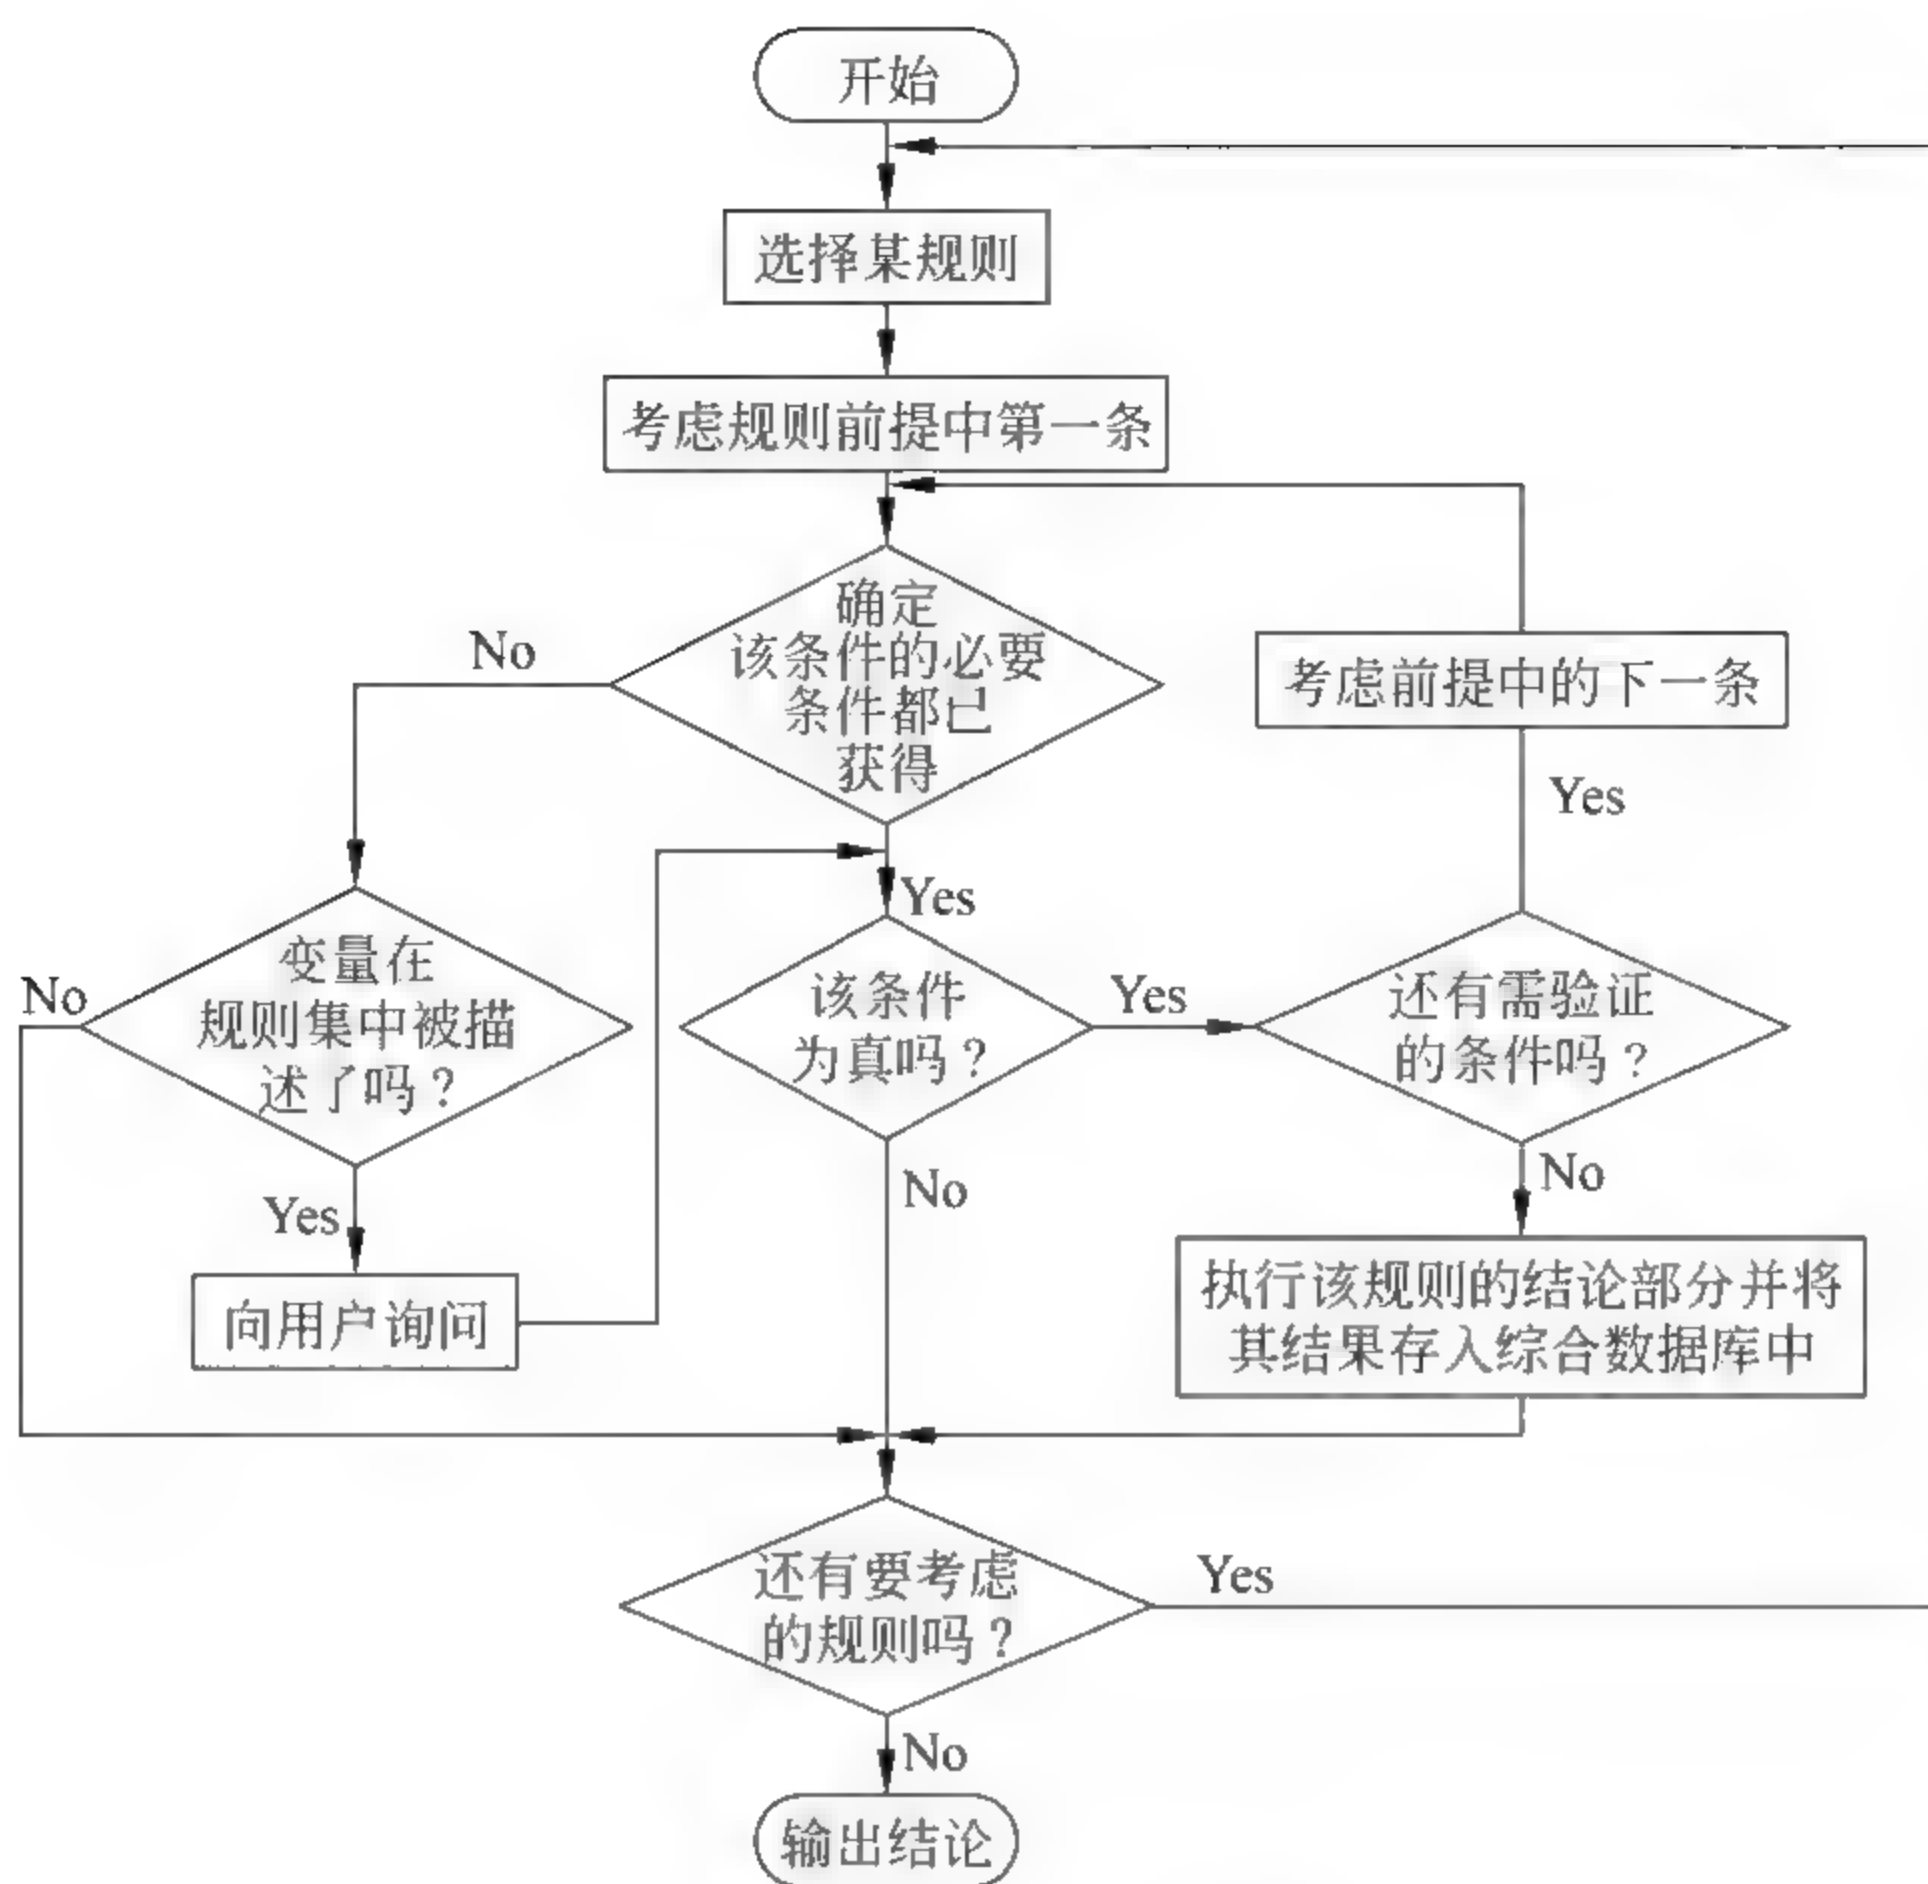 开始
选择某规则
考虑规则前提中第一条
确定
该条件的必要
条件都已
获得
No
考虑前提中的下一条
Yes
Yes
变量在
规则集中被描
述了吗？
No
该条件
为真吗？
Yes
还有需验证
的条件吗？
No
No
Yes
向用户询问
执行该规则的结论部分并将
其结果存入综合数据库中
还有要考虑
的规则吗？
Yes
No
输出结论